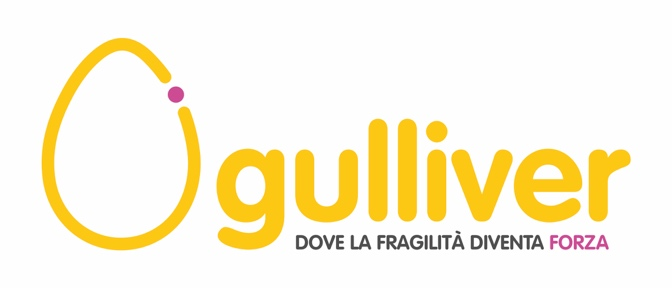 gulliver
DOVE LA FRAGILITÀ DIVENTA FORZA